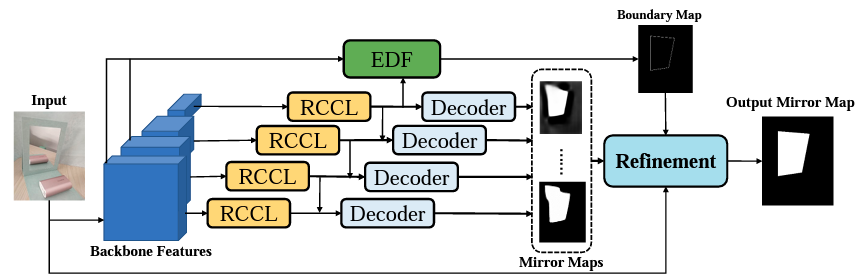 Boundary Map
EDF
Input
RCCL
Decoder
Output Mirror Map
RCCL
Decoder
Refinement
RCCL
Decoder
RCCL
Decoder
Backbone Features
Mirror Maps